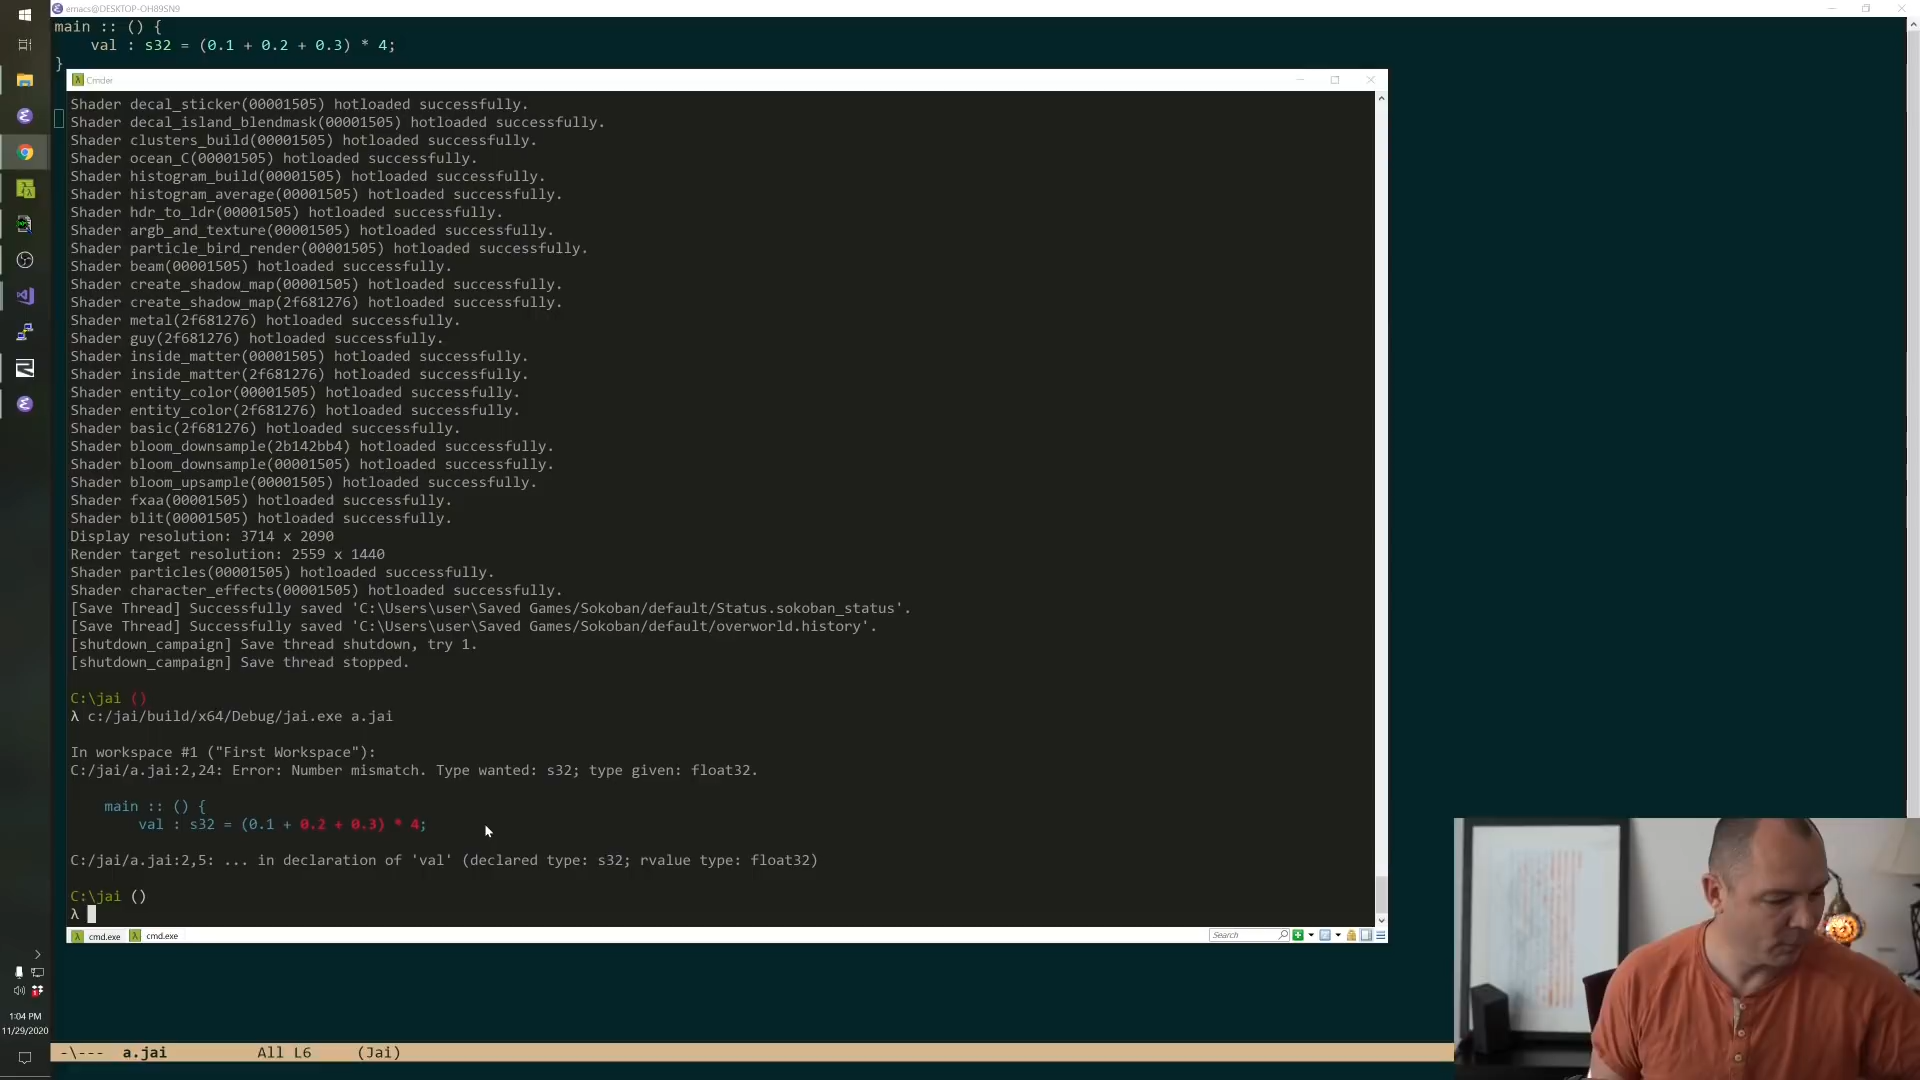 emacs@DESKTOP-OH89SN9
main :: () {
    val : s32 = (0.1 + 0.2 + 0.3) * 4;
}
Cmder
Shader decal_sticker(00001505) hotloaded successfully.
Shader decal_island_blendmask(00001505) hotloaded successfully.
Shader clusters_build(00001505) hotloaded successfully.
Shader ocean_C(00001505) hotloaded successfully.
Shader histogram_build(00001505) hotloaded successfully.
Shader histogram_average(00001505) hotloaded successfully.
Shader hdr_to_ldr(00001505) hotloaded successfully.
Shader argb_and_texture(00001505) hotloaded successfully.
Shader particle_bird_render(00001505) hotloaded successfully.
Shader beam(00001505) hotloaded successfully.
Shader create_shadow_map(00001505) hotloaded successfully.
Shader create_shadow_map(2f681276) hotloaded successfully.
Shader metal(2f681276) hotloaded successfully.
Shader guy(2f681276) hotloaded successfully.
Shader inside_matter(00001505) hotloaded successfully.
Shader inside_matter(2f681276) hotloaded successfully.
Shader entity_color(00001505) hotloaded successfully.
Shader entity_color(2f681276) hotloaded successfully.
Shader basic(2f681276) hotloaded successfully.
Shader bloom_downsample(2b142bb4) hotloaded successfully.
Shader bloom_downsample(00001505) hotloaded successfully.
Shader bloom_upsample(00001505) hotloaded successfully.
Shader fxaa(00001505) hotloaded successfully.
Shader blit(00001505) hotloaded successfully.
Display resolution: 3714 x 2090
Render target resolution: 2559 x 1440
Shader particles(00001505) hotloaded successfully.
Shader character_effects(00001505) hotloaded successfully.
[Save Thread] Successfully saved 'C:\Users\user\Saved Games/Sokoban/default/Status.sokoban_status'.
[Save Thread] Successfully saved 'C:\Users\user\Saved Games/Sokoban/default/overworld.history'.
[shutdown_campaign] Save thread shutdown, try 1.
[shutdown_campaign] Save thread stopped.
C:\jai ()
λ c:/jai/build/x64/Debug/jai.exe a.jai
In workspace #1 ("First Workspace"):
C:/jai/a.jai:2,24: Error: Number mismatch. Type wanted: s32; type given: float32.
    main :: () {
        val : s32 = (0.1 + 0.2 + 0.3) * 4;
C:/jai/a.jai:2,5: ... in declaration of 'val' (declared type: s32; rvalue type: float32)
C:\jai ()
λ
cmd.exe cmd.exe Search
1:04 PM
11/29/2020
-\--- a.jai All L6 (Jai)